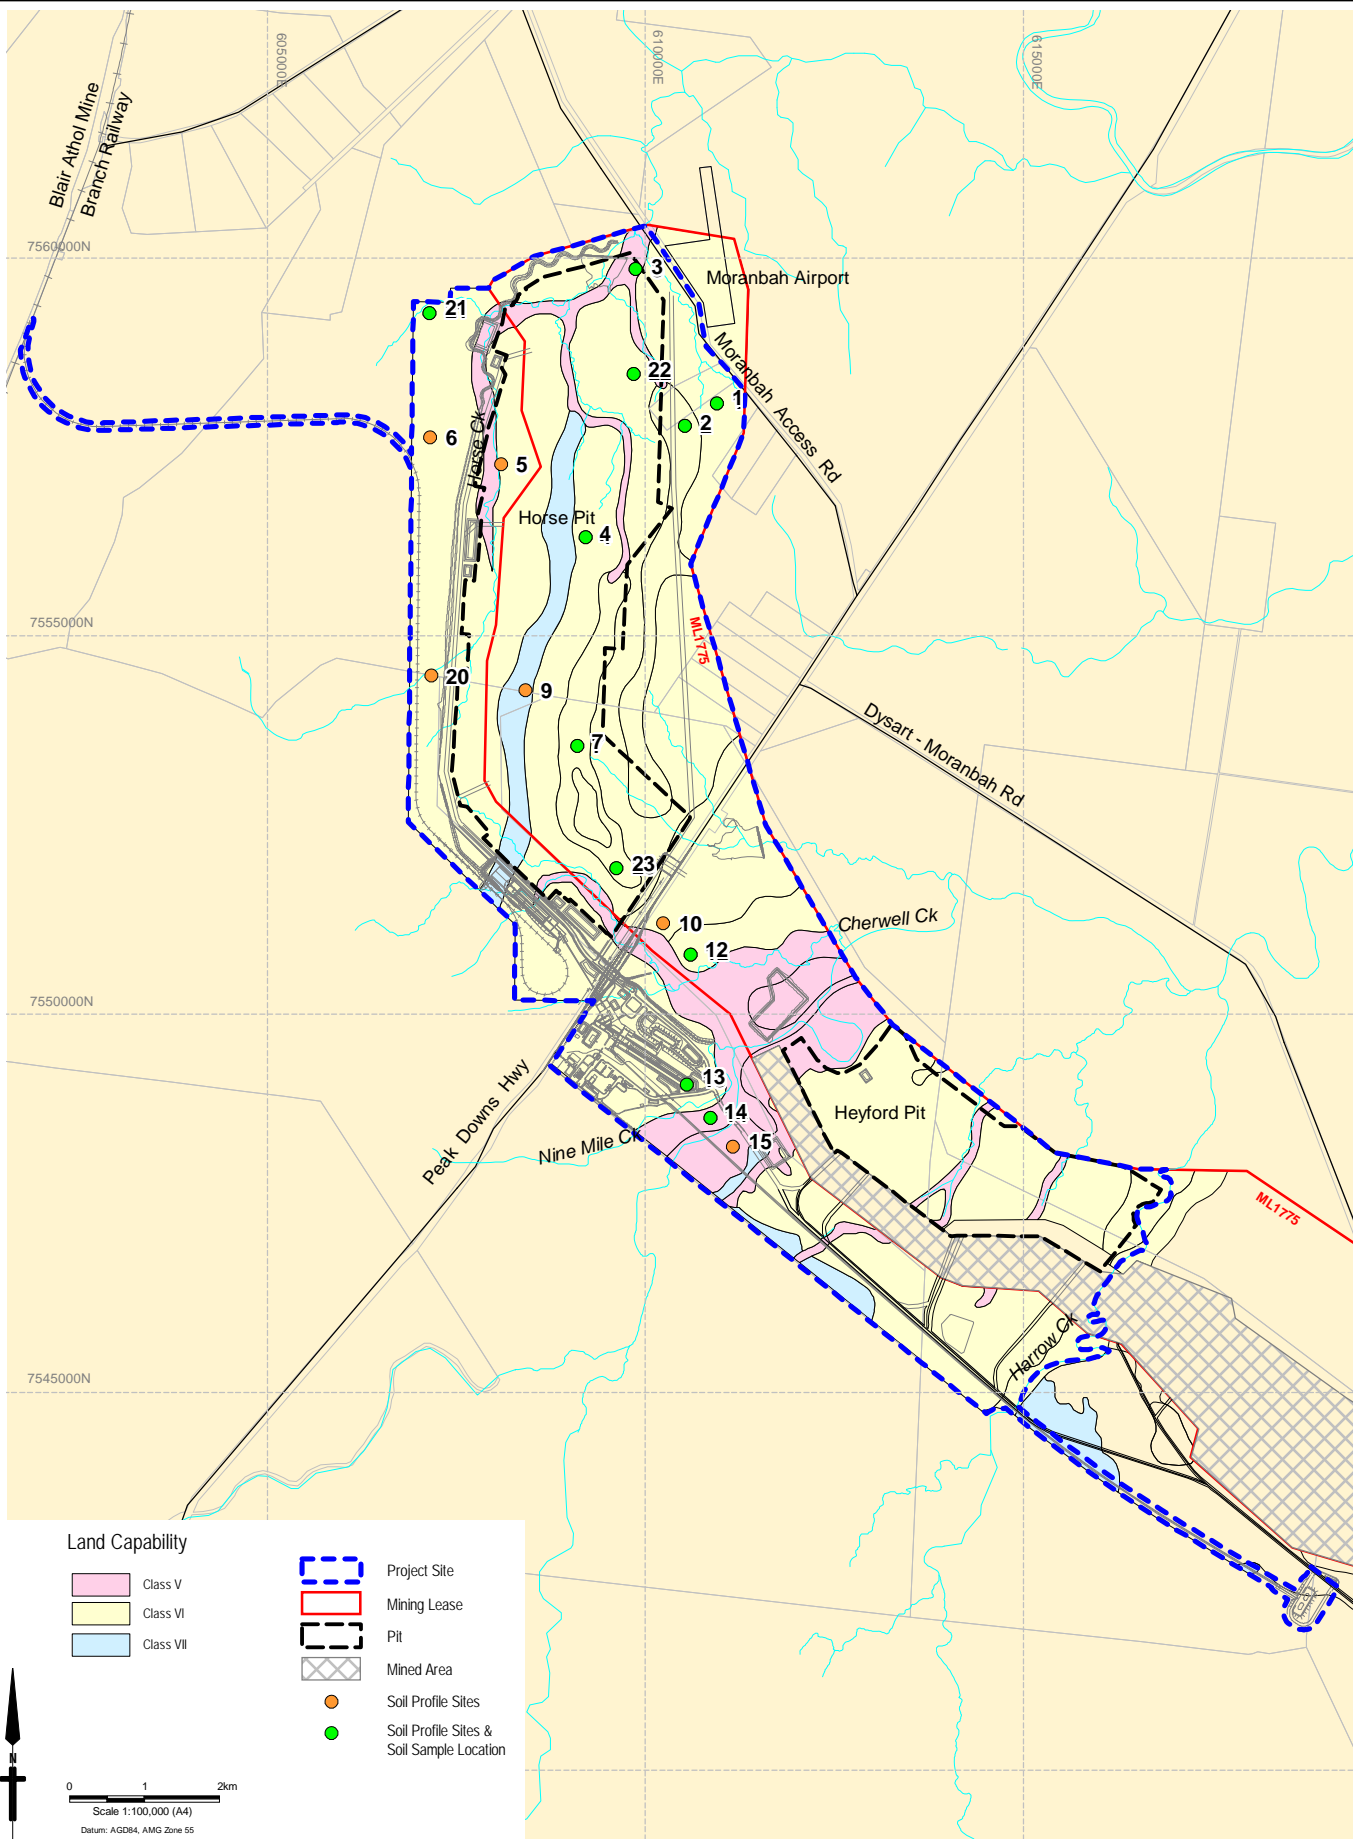 605000E
610000E
615000E
Blair Athol Mine
Branch Railway
7560000N
3
Moranbah Airport
21
Moranbah Access Rd
22
1
2
6
Horse Ck
5
Horse Pit
4
7555000N
ML1775
20
9
Dysart - Moranbah Rd
7
23
10
Cherwell Ck
12
7550000N
13
Heyford Pit
14
Peak Downs Hwy
Nine Mile Ck
15
ML1775
Harrow Ck
7545000N
Land Capability
Class V
Class VI
Class VII
Project Site
Mining Lease
Pit
Mined Area
Soil Profile Sites
Soil Profile Sites &
Soil Sample Location
N
0 1 2km
Scale 1:100,000 (A4)
Datum: AGD84, AMG Zone 55